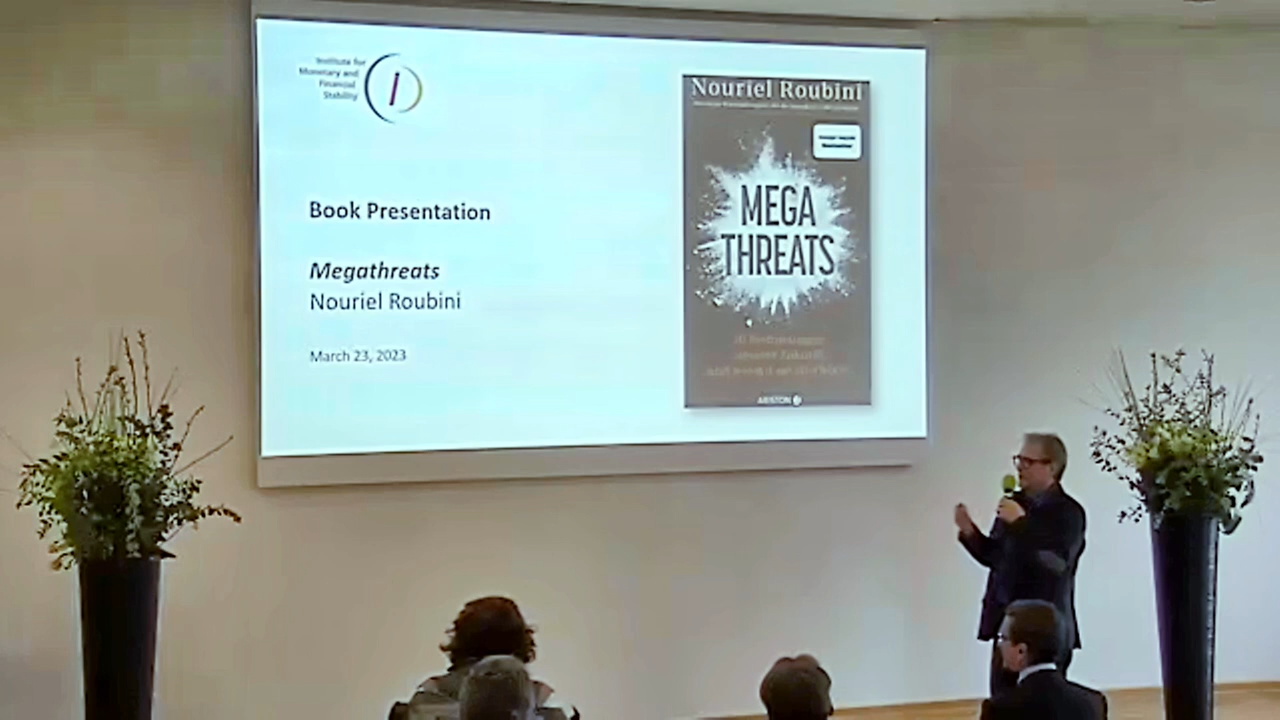 Institute for
Monetary and
Financial
Stability
Book Presentation
Megathreats
Nouriel Roubini
March 23, 2023
Nouriel Roubini
MEGA
THREATS
ARISTON